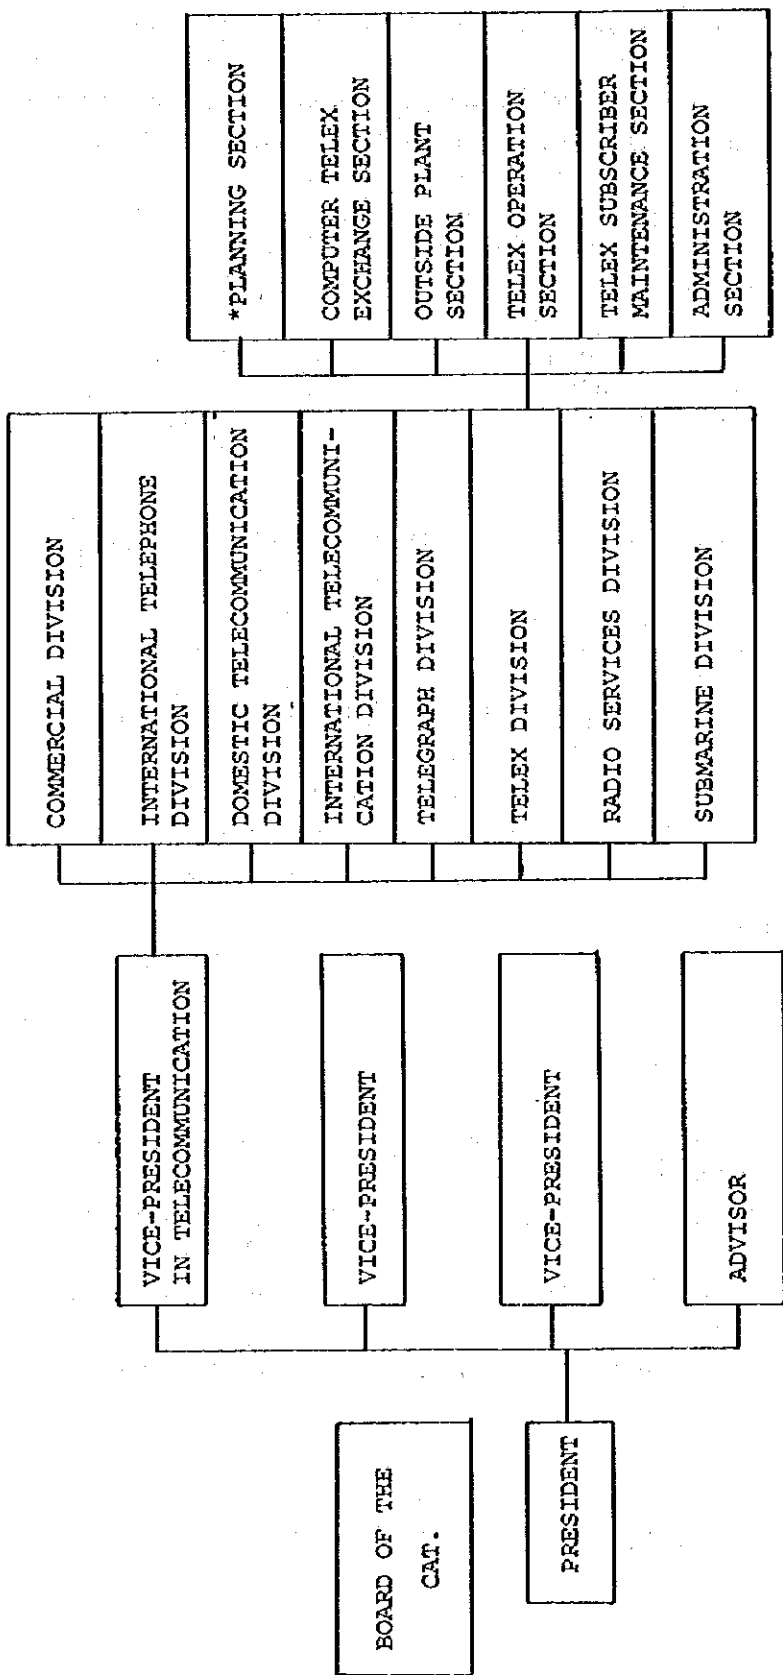 BOARD OF THE
CAT.
PRESIDENT
VICE-PRESIDENT
IN TELECOMMUNICATION
VICE-PRESIDENT
VICE-PRESIDENT
ADVISOR
COMMERCIAL DIVISION
INTERNATIONAL TELEPHONE
DIVISION
DOMESTIC TELECOMMUNICATION
DIVISION
INTERNATIONAL TELECOMMUNI-
CATION DIVISION
TELEGRAPH DIVISION
TELEX DIVISION
RADIO SERVICES DIVISION
SUBMARINE DIVISION
*PLANNING SECTION
COMPUTER TELEX
EXCHANGE SECTION
OUTSIDE PLANT
SECTION
TELEX OPERATION
SECTION
TELEX SUBSCRIBER
MAINTENANCE SECTION
ADMINISTRATION
SECTION